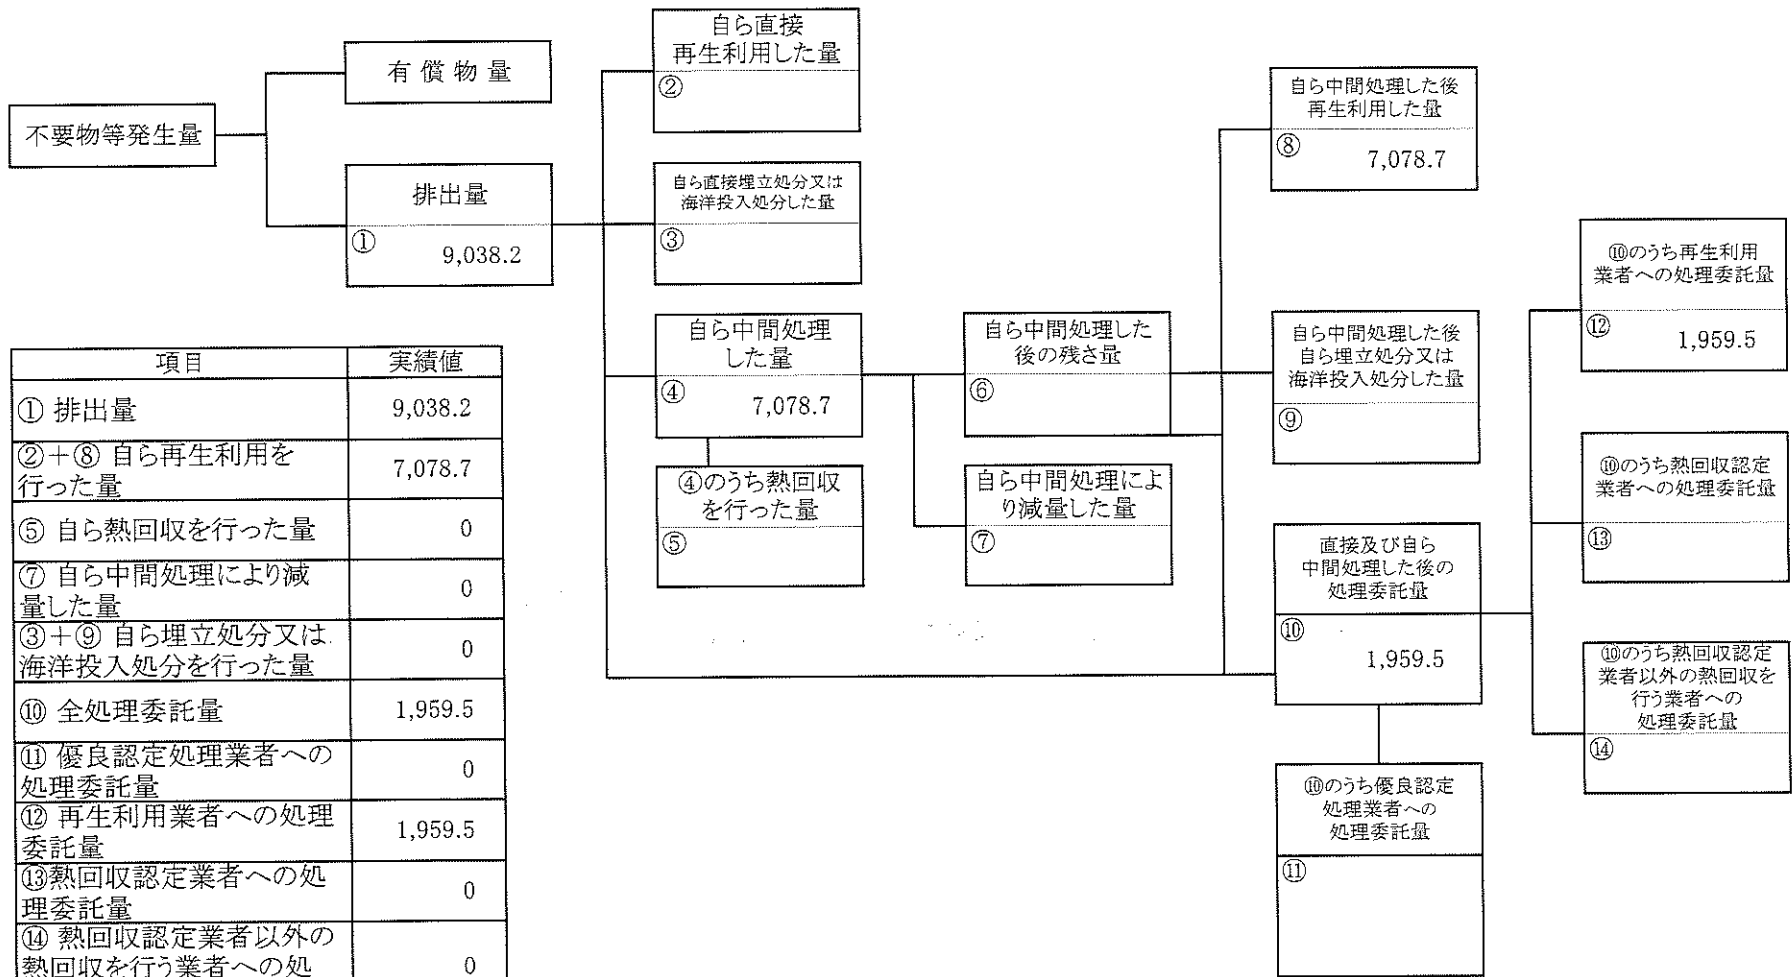 不要物等発生量
有償物量
排出量
①
9,038.2
自ら直接
再生利用した量
②
自ら直接埋立処分又は
海洋投入処分した量
③
自ら中間処理
した量
④
7,078.7
④のうち熱回収
を行った量
⑤
自ら中間処理した
後の残さ量
⑥
自ら中間処理によ
り減量した量
⑦
自ら中間処理した後
再生利用した量
⑧
7,078.7
自ら中間処理した後
自ら埋立処分又は
海洋投入処分した量
⑨
直接及び自ら
中間処理した後の
処理委託量
⑩
1,959.5
⑩のうち優良認定
処理業者への
処理委託量
⑪
⑩のうち再生利用
業者への処理委託量
⑫
1,959.5
⑩のうち熱回収認定
業者への処理委託量
⑬
⑩のうち熱回収認定
業者以外の熱回収を
行う業者への
処理委託量
⑭
項目 実績値
① 排出量 9,038.2
②+⑧ 自ら再生利用を
行った量 7,078.7
⑤ 自ら熱回収を行った量 0
⑦ 自ら中間処理により減
量した量 0
③+⑨ 自ら埋立処分又は
海洋投入処分を行った量 0
⑩ 全処理委託量 1,959.5
⑪ 優良認定処理業者への
処理委託量 0
⑫ 再生利用業者への処理
委託量 1,959.5
⑬熱回収認定業者への処
理委託量 0
⑭ 熱回収認定業者以外の
熱回収を行う業者への処 0